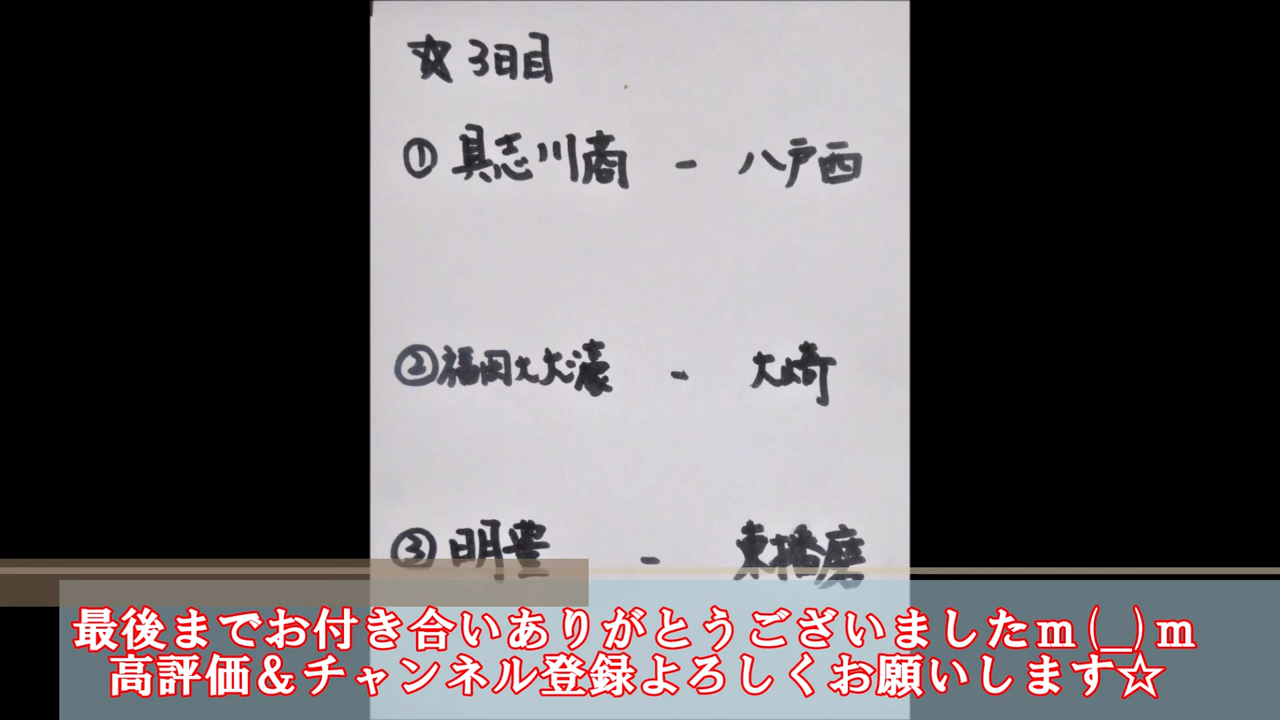 ☆3日目
① 具志川商 - 八戸西
② 福岡大大濠 - 大崎
③ 明豊 - 東播磨
最後までお付き合いありがとうございましたm(_)m
高評価&チャンネル登録よろしくお願いします☆